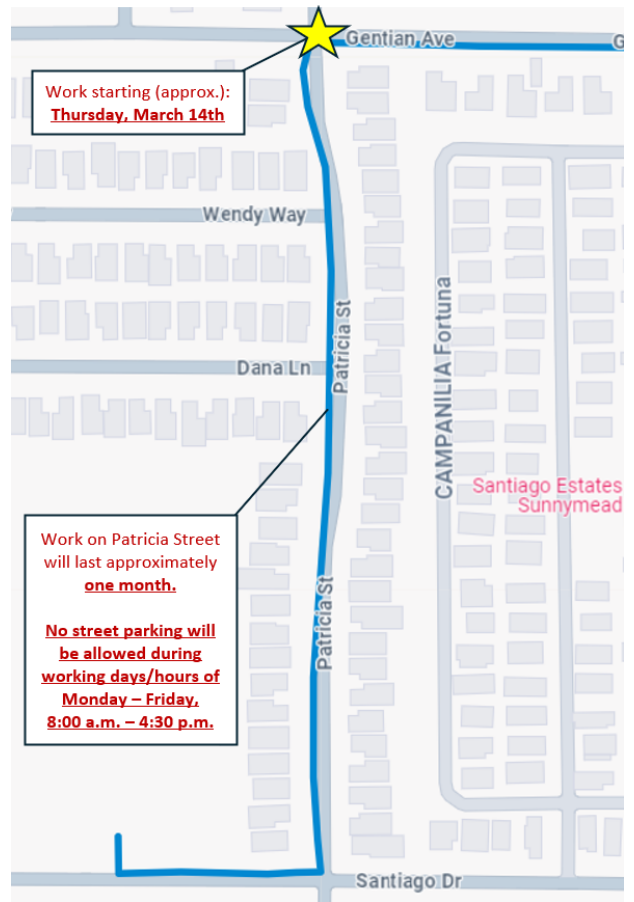 Gentian Ave
G
Work starting (approx.):
Thursday, March 14th
Wendy Way
Patricia St
Dana Ln
CAMPANILIA Fortuna
Santiago Estates
Sunnymead
Work on Patricia Street
will last approximately
one month.
No street parking will
be allowed during
working days/hours of
Monday – Friday,
8:00 a.m. – 4:30 p.m.
Patricia St
Santiago Dr